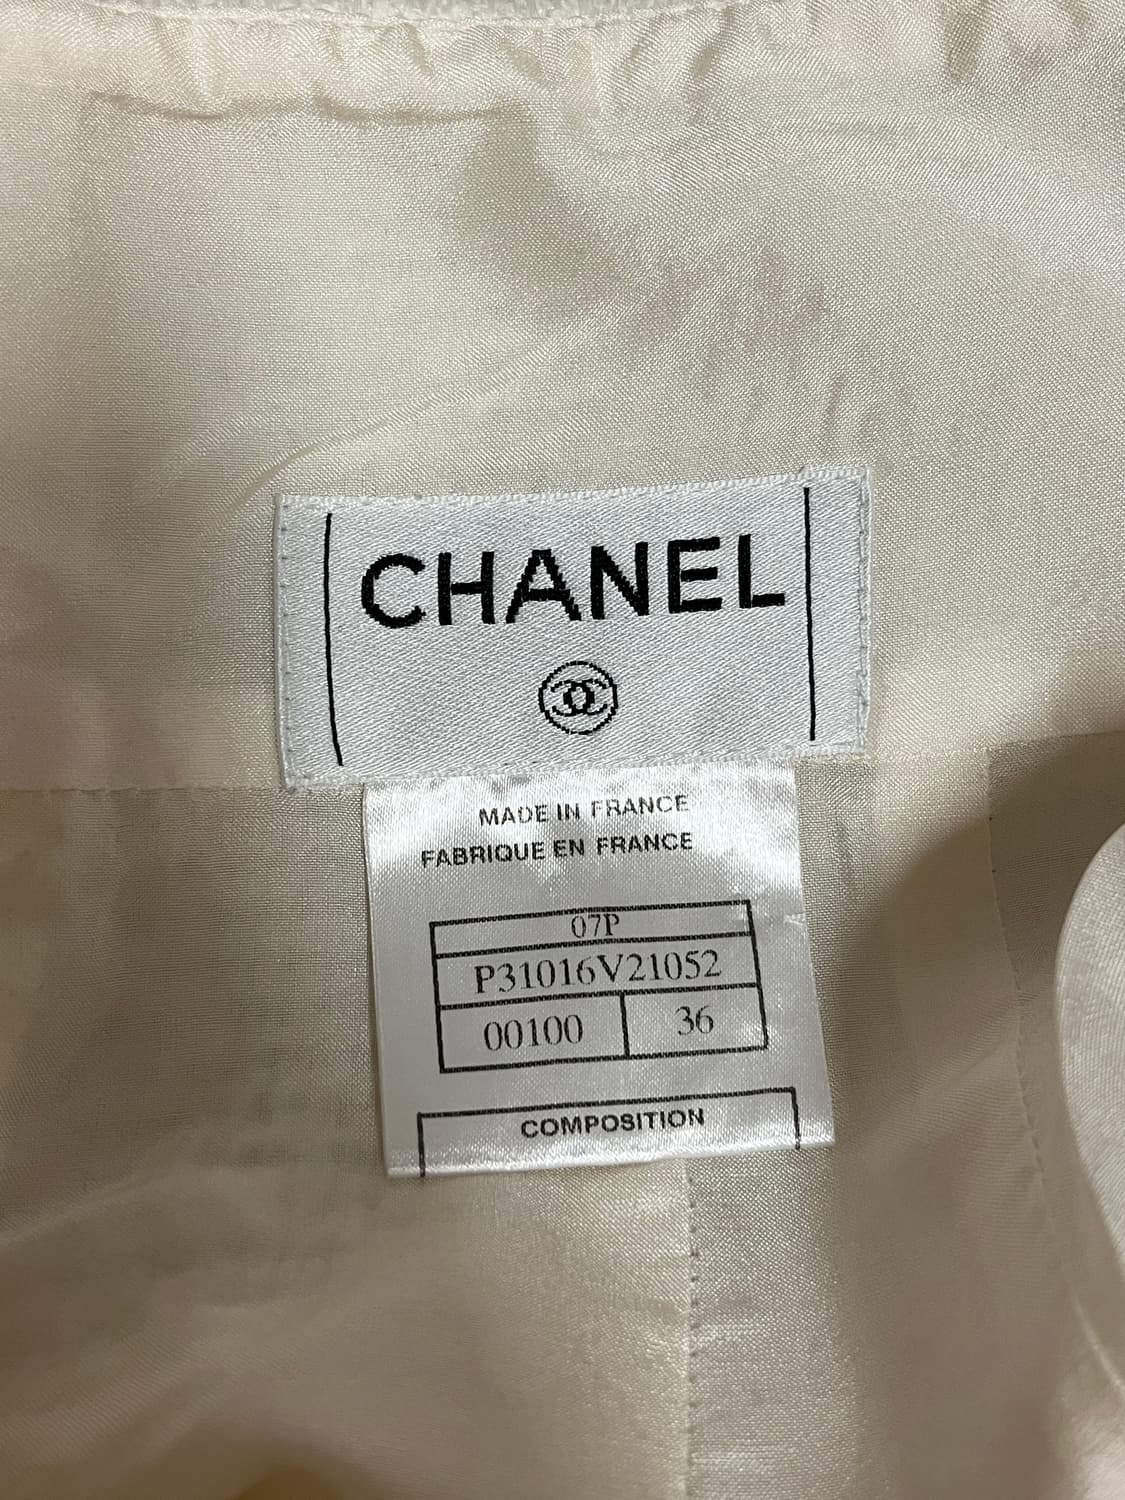 CHANEL
MADE IN FRANCE
FABRIQUE EN FRANCE
07P
P31016V21052
00100 36
COMPOSITION